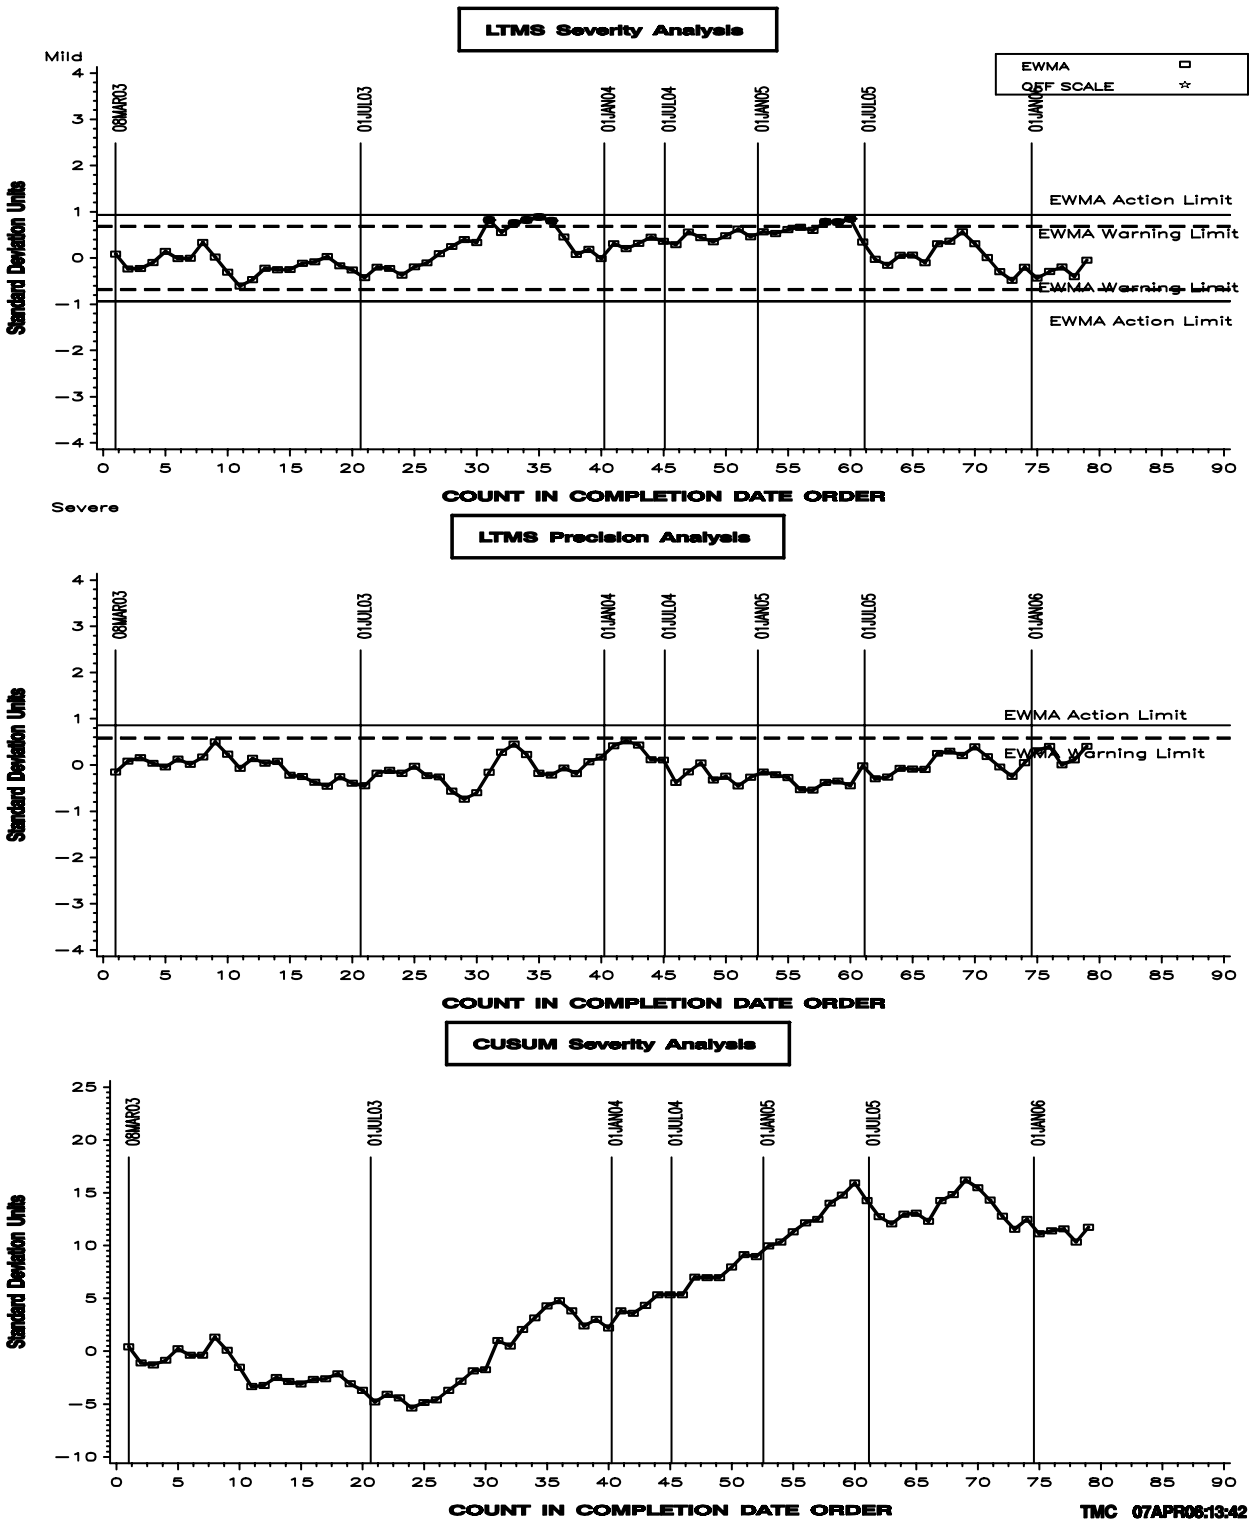 LTMS Severity Analysis
Mild
EWMA
OFF SCALE
4
3
2
1
0
−1
−2
−3
−4
Standard Deviation Units
08MAR03
01JUL03
01JAN04
01JUL04
01JAN05
01JUL05
EWMA Action Limit
EWMA Warning Limit
EWMA Warning Limit
EWMA Action Limit
0 5 10 15 20 25 30 35 40 45 50 55 60 65 70 75 80 85 90
COUNT IN COMPLETION DATE ORDER
Severe
LTMS Precision Analysis
4
3
2
1
0
−1
−2
−3
−4
Standard Deviation Units
08MAR03
01JUL03
01JAN04
01JUL04
01JAN05
01JUL05
01JAN06
EWMA Action Limit
EWMA Warning Limit
0 5 10 15 20 25 30 35 40 45 50 55 60 65 70 75 80 85 90
COUNT IN COMPLETION DATE ORDER
CUSUM Severity Analysis
25
20
15
10
5
0
−5
−10
Standard Deviation Units
08MAR03
01JUL03
01JAN04
01JUL04
01JAN05
01JUL05
01JAN06
0 5 10 15 20 25 30 35 40 45 50 55 60 65 70 75 80 85 90
COUNT IN COMPLETION DATE ORDER
TMC 07APR06:13:42